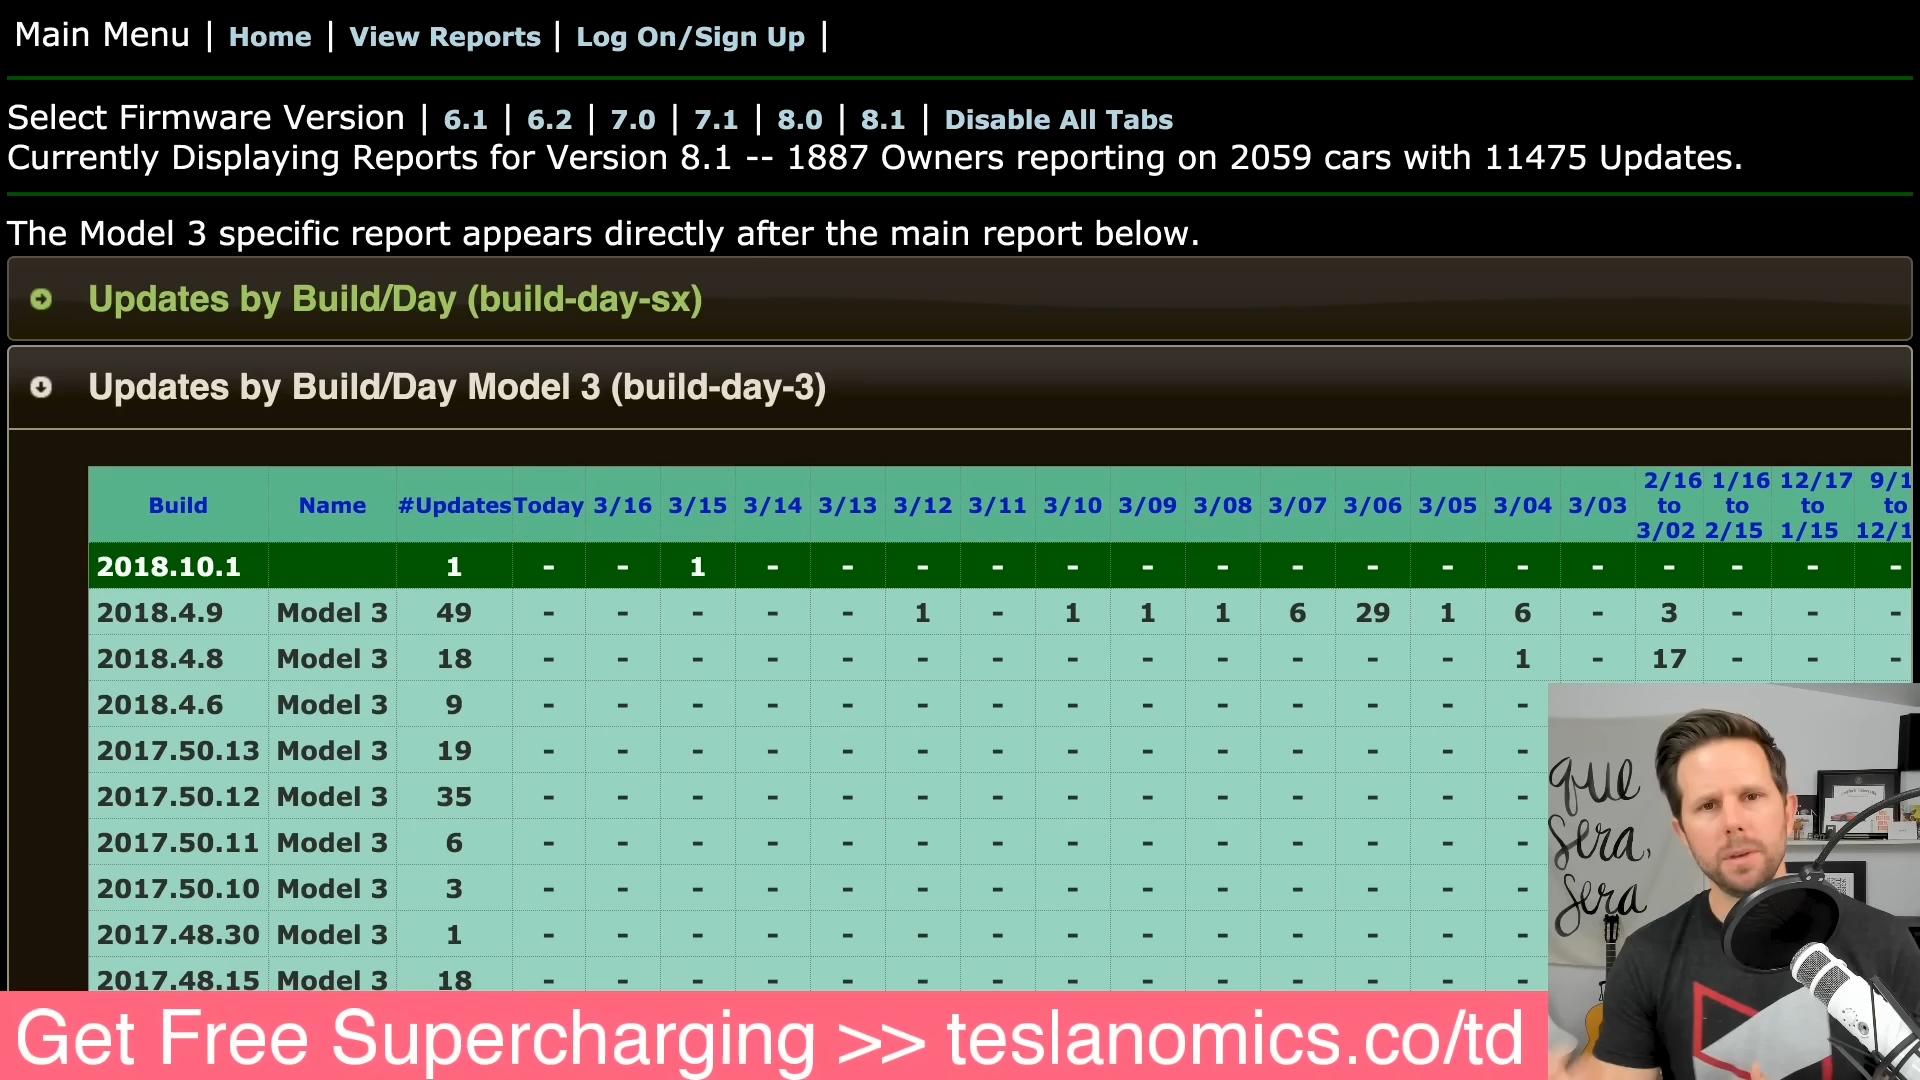 Main Menu | Home | View Reports | Log On/Sign Up |
Select Firmware Version | 6.1 | 6.2 | 7.0 | 7.1 | 8.0 | 8.1 | Disable All Tabs
Currently Displaying Reports for Version 8.1 -- 1887 Owners reporting on 2059 cars with 11475 Updates.
The Model 3 specific report appears directly after the main report below.
Updates by Build/Day (build-day-sx)
Updates by Build/Day Model 3 (build-day-3)
Build Name #Updates Today 3/16 3/15 3/14 3/13 3/12 3/11 3/10 3/09 3/08 3/07 3/06 3/05 3/04 3/03 2/16 to 3/02 1/16 to 2/15 12/17 to 1/15 9/1 to 12/1
2018.10.1 1 - - 1 - - - - - - - - - - - - - - - -
2018.4.9 Model 3 49 - - - - - 1 - 1 1 1 6 29 1 6 - 3 - - -
2018.4.8 Model 3 18 - - - - - - - - - - - - - 1 - 17 - - -
2018.4.6 Model 3 9 - - - - - - - - - - - - - -
2017.50.13 Model 3 19 - - - - - - - - - - - - - -
2017.50.12 Model 3 35 - - - - - - - - - - - - - -
2017.50.11 Model 3 6 - - - - - - - - - - - - - -
2017.50.10 Model 3 3 - - - - - - - - - - - - - -
2017.48.30 Model 3 1 - - - - - - - - - - - - - -
2017.48.15 Model 3 18 - - - - - - - - - - - - - -
que
sera,
sera
Get Free Supercharging >> teslanomics.co/td